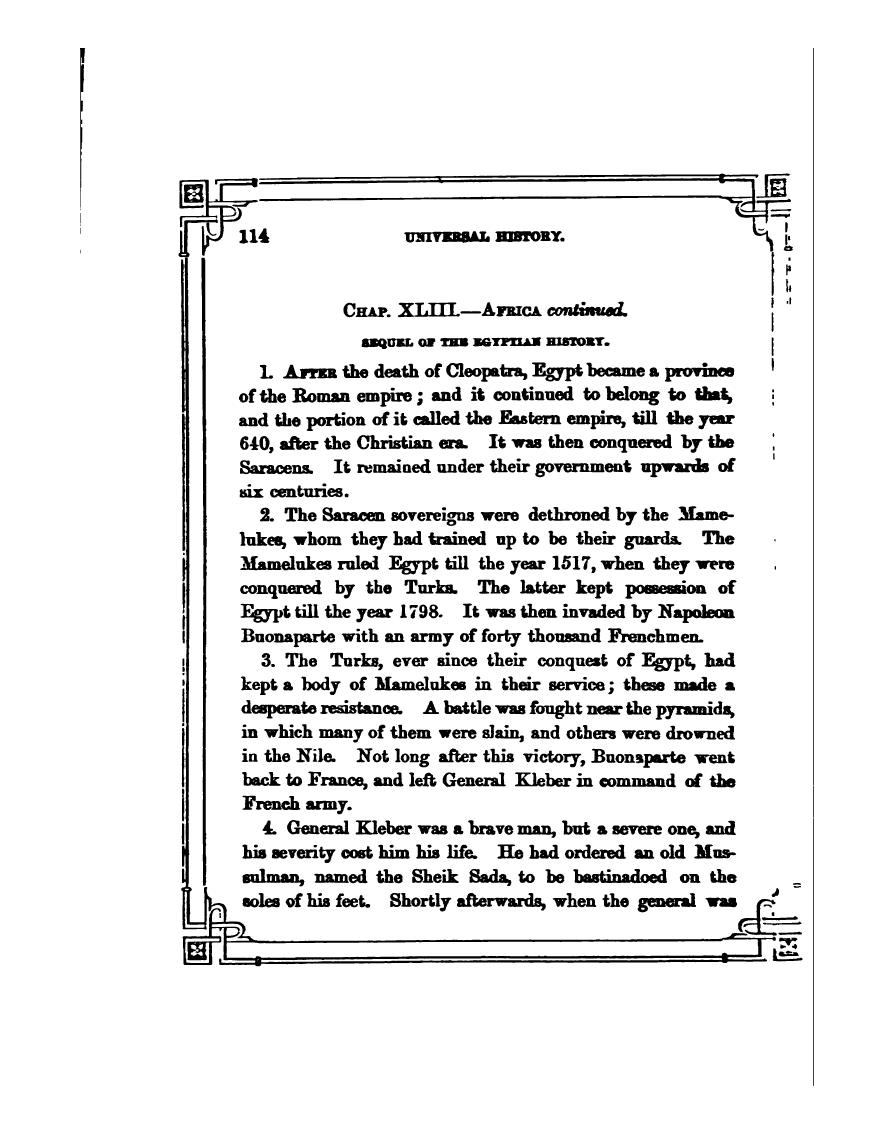 114 UNIVERSAL HISTORY.
CHAP. XLIII.—AFRICA continued.
SEQUEL OF THE EGYPTIAN HISTORY.
1. AFTER the death of Cleopatra, Egypt became a province
of the Roman empire; and it continued to belong to that,
and the portion of it called the Eastern empire, till the year
640, after the Christian era. It was then conquered by the
Saracens. It remained under their government upwards of
six centuries.
2. The Saracen sovereigns were dethroned by the Mame-
lukes, whom they had trained up to be their guards. The
Mamelukes ruled Egypt till the year 1517, when they were
conquered by the Turks. The latter kept possession of
Egypt till the year 1798. It was then invaded by Napoleon
Buonaparte with an army of forty thousand Frenchmen.
3. The Turks, ever since their conquest of Egypt, had
kept a body of Mamelukes in their service; these made a
desperate resistance. A battle was fought near the pyramids,
in which many of them were slain, and others were drowned
in the Nile. Not long after this victory, Buonaparte went
back to France, and left General Kleber in command of the
French army.
4. General Kleber was a brave man, but a severe one, and
his severity cost him his life. He had ordered an old Mus-
sulman, named the Sheik Sada, to be bastinadoed on the
soles of his feet. Shortly afterwards, when the general was